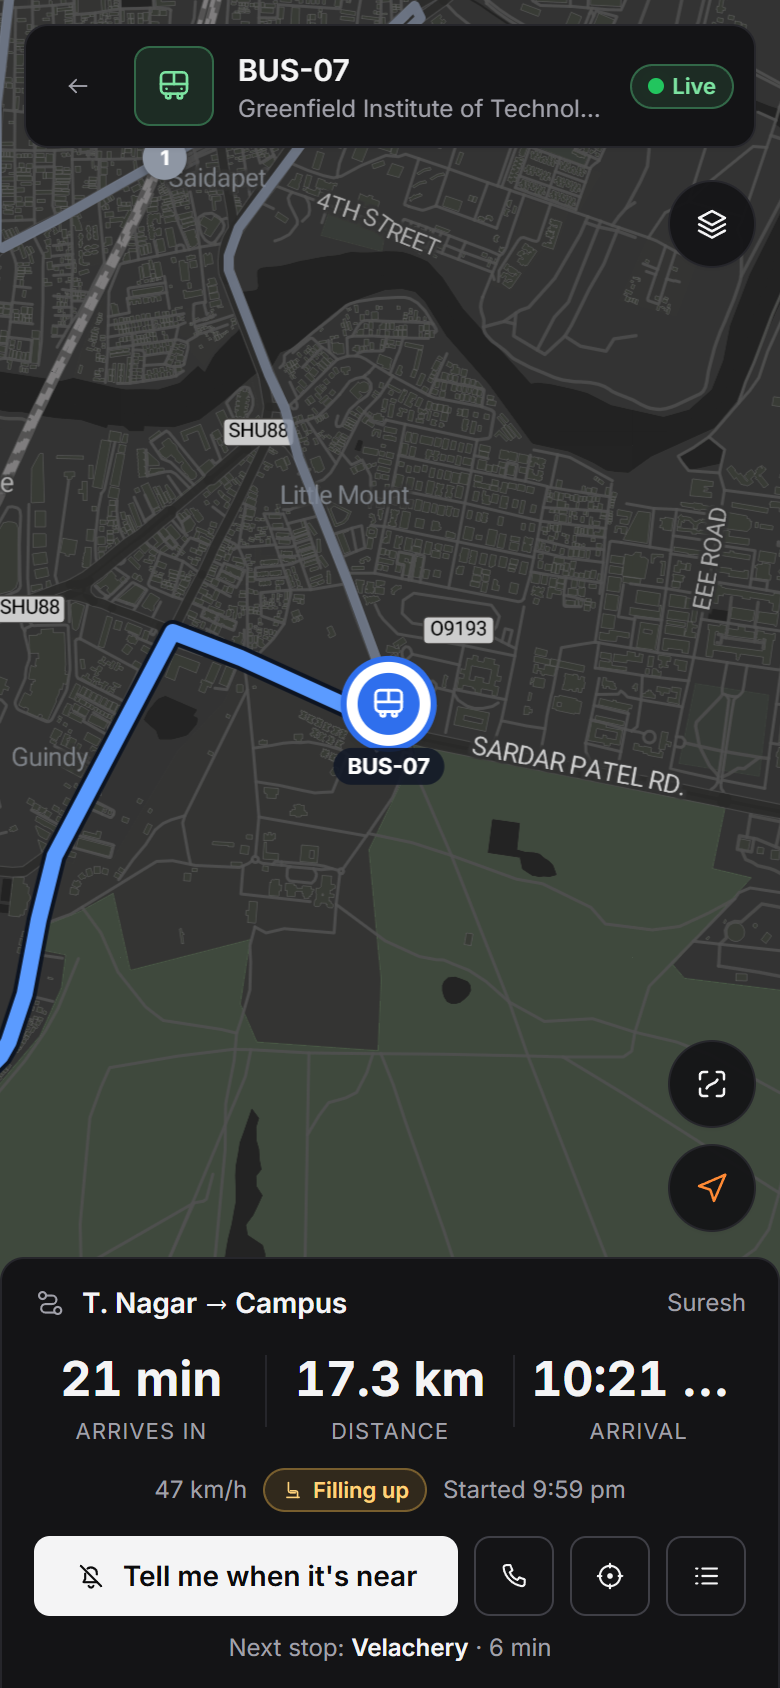 BUS-07
Greenfield Institute of Technol...
Live
1
Saidapet
4TH STREET
SHU88
Little Mount
e
EEE ROAD
SHU88
O9193
Guindy
BUS-07
SARDAR PATEL RD.
T. Nagar → Campus
Suresh
21 min
17.3 km
10:21 ...
ARRIVES IN
DISTANCE
ARRIVAL
47 km/h
Filling up
Started 9:59 pm
Tell me when it's near
Next stop: Velachery · 6 min